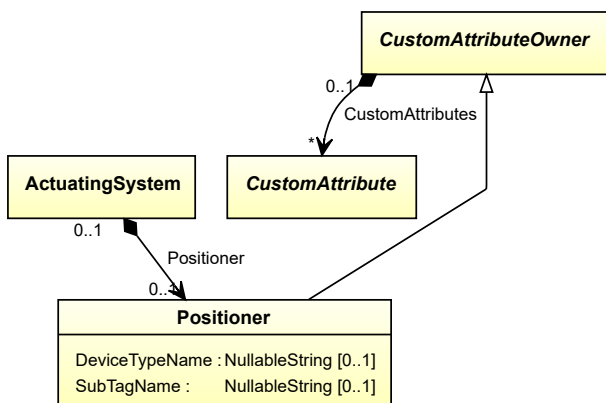 CustomAttributeOwner
0..1
CustomAttributes
*
ActuatingSystem
CustomAttribute
0..1
Positioner
0..1
Positioner
DeviceTypeName : NullableString [0..1]
SubTagName : NullableString [0..1]